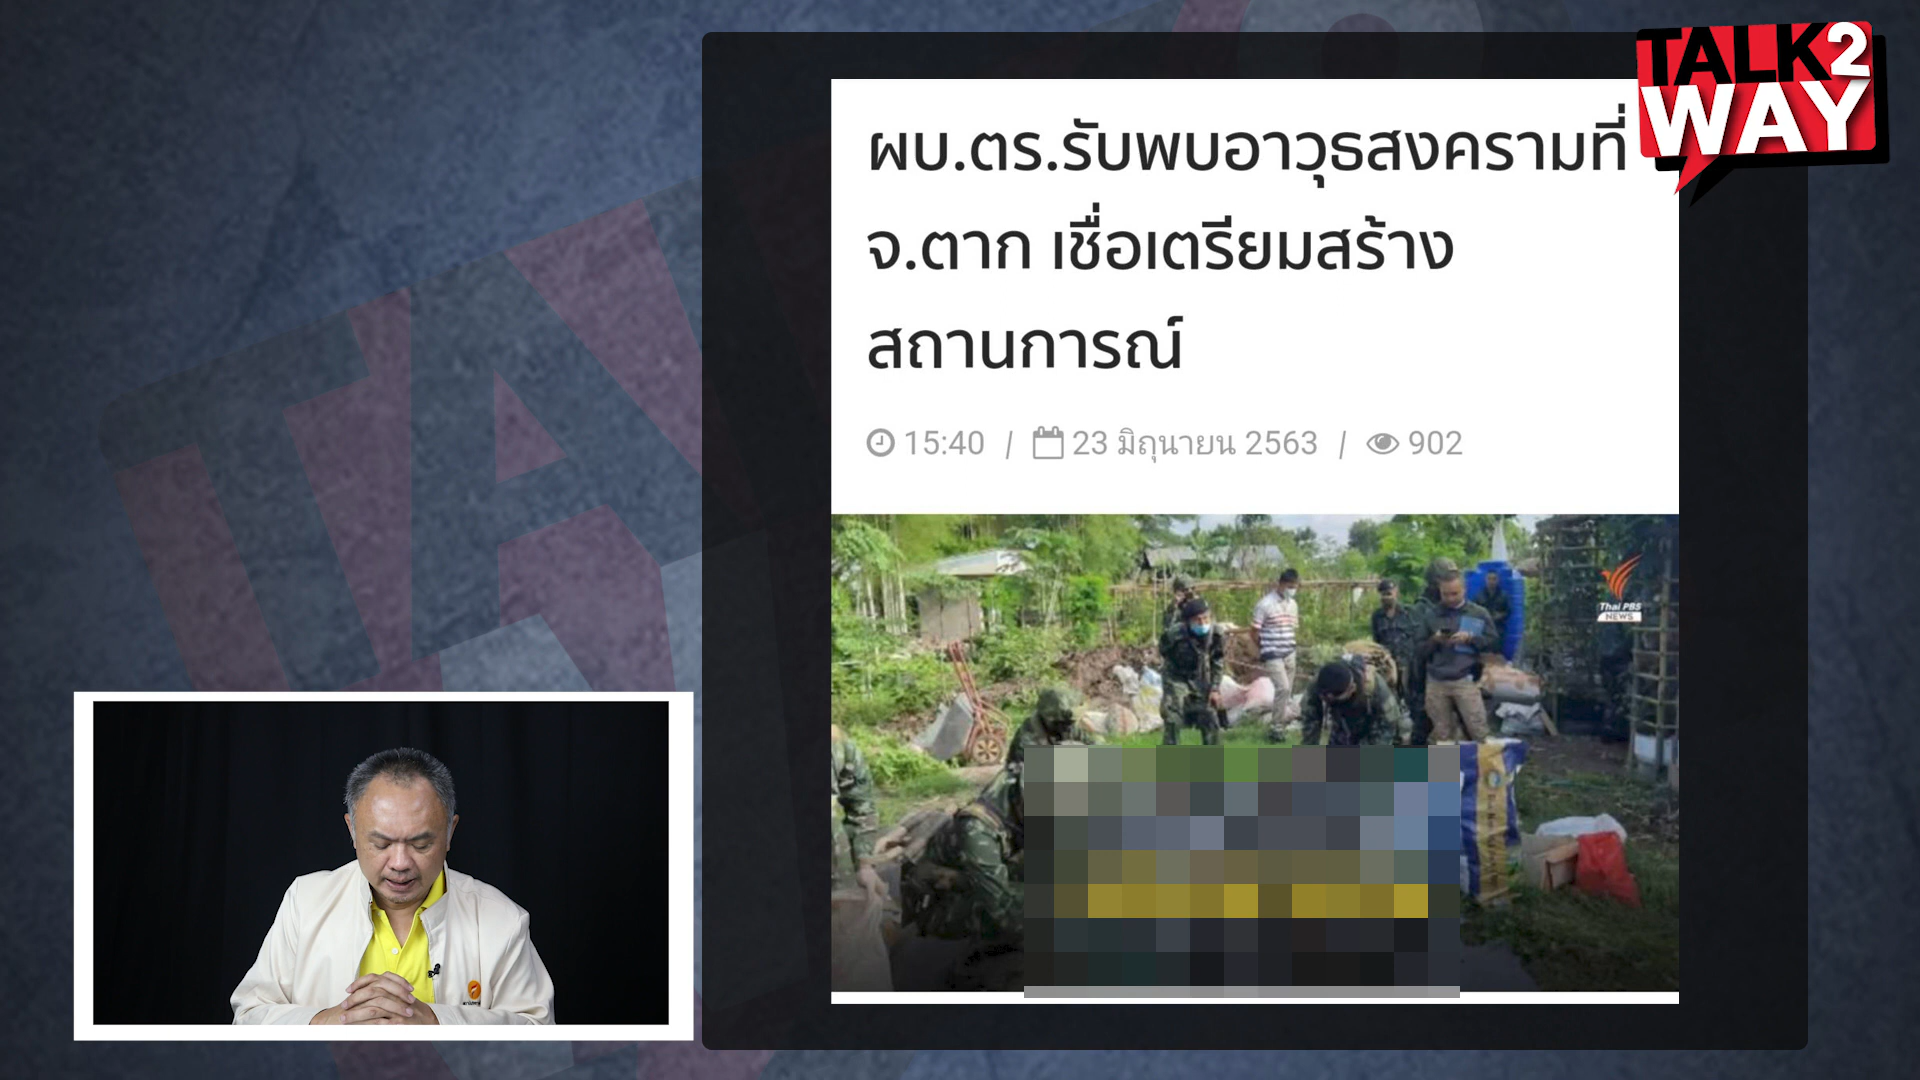 TALK2
WAY
ผบ.ตร.รับพบอาวุธสงครามที่
จ.ตาก เชื่อเตรียมสร้าง
สถานการณ์
15:40 / 23 มิถุนายน 2563 / 902
Thai PBS
NEWS